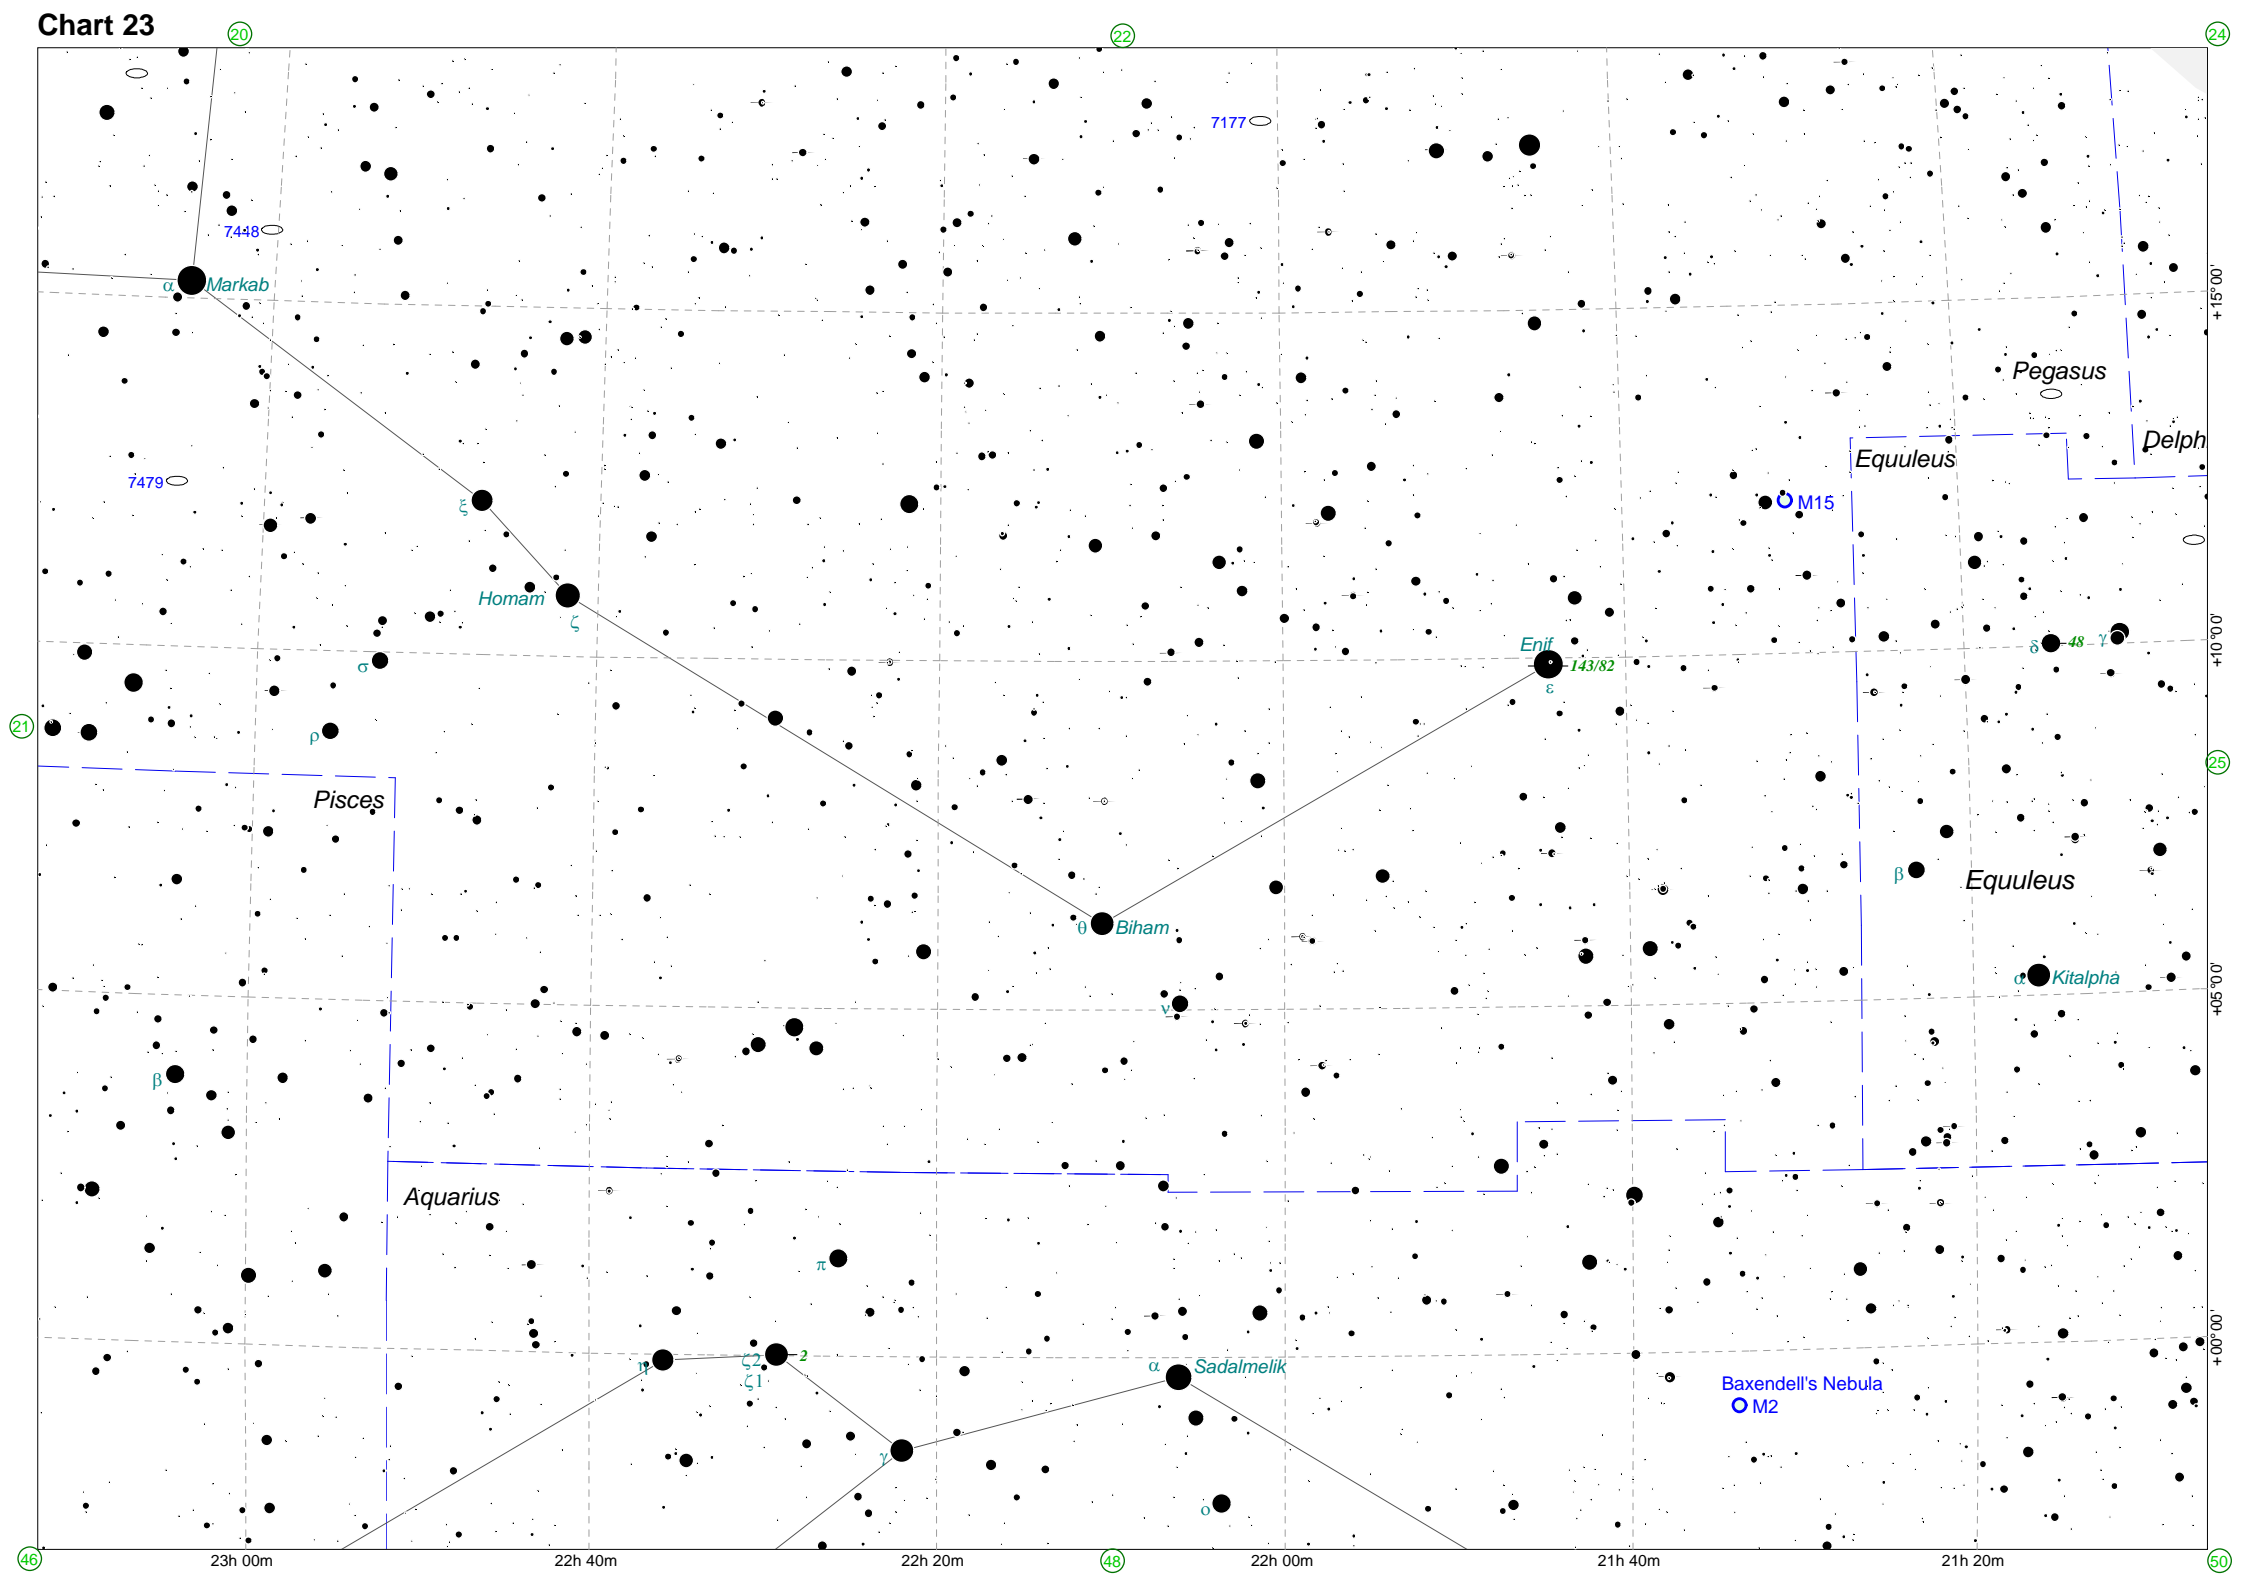 Chart 23
20
22
24
7177
7448
α Markab
+15°00'
Pegasus
Delph
Equuleus
7479
ξ
M15
Homam
ζ
Enif
143/82
ε
δ 48
γ
+10°00'
σ
21
ρ
25
Pisces
β
Equuleus
θ Biham
α Kitalpha
+05°00'
ν
β
Aquarius
π
+00°00'
η
ζ2 2
ζ1
α Sadalmelik
Baxendell's Nebula
M2
γ
ο
46
23h 00m
22h 40m
22h 20m
48
22h 00m
21h 40m
21h 20m
50